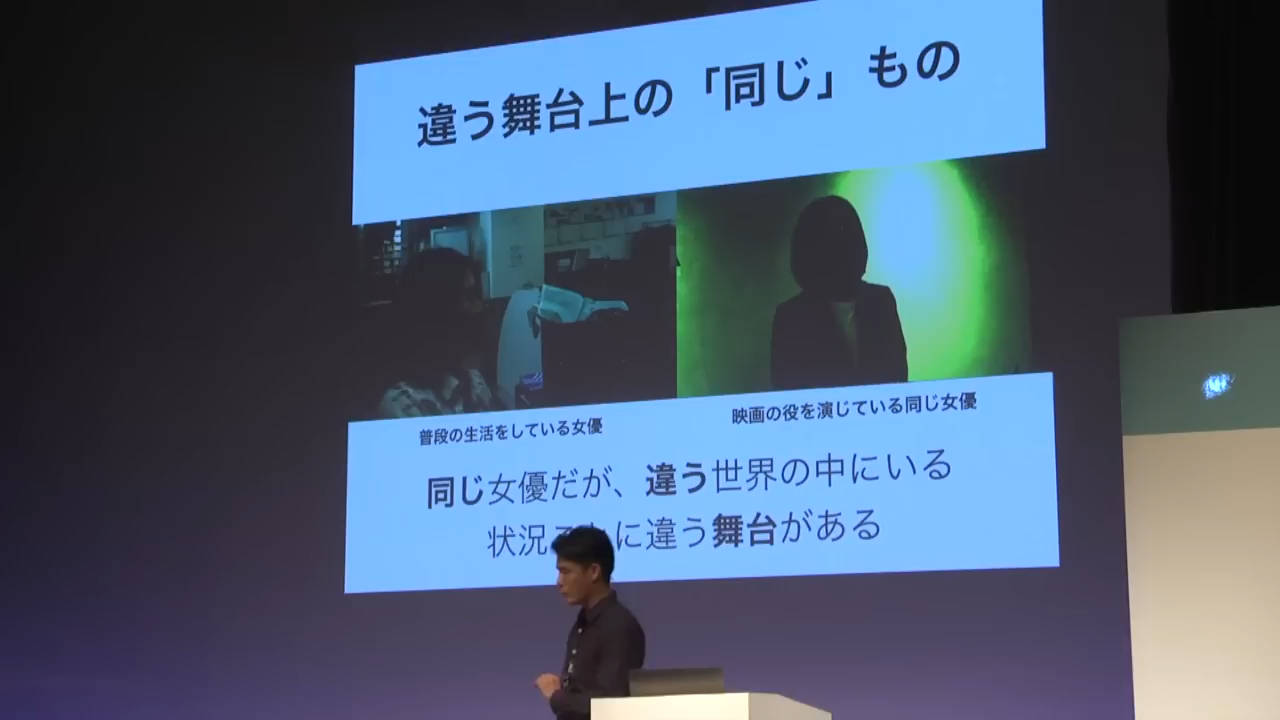 違う舞台上の「同じ」もの
普段の生活をしている女優
映画の役を演じている同じ女優
同じ女優だが、違う世界の中にいる
状況ごとに違う舞台がある